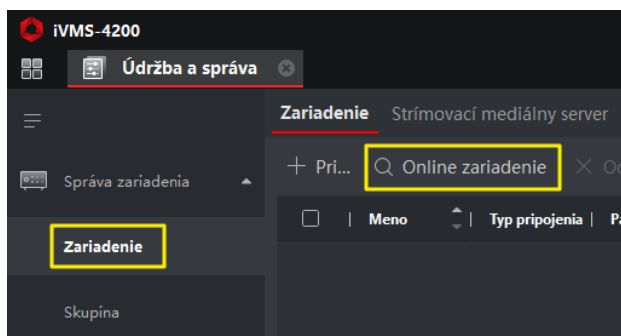 iVMS-4200
Údržba a správa
Zariadenie Strímovací mediálny server
+ Pri... Online zariadenie
Správa zariadenia
Meno | Typ pripojenia |
Zariadenie
Skupina